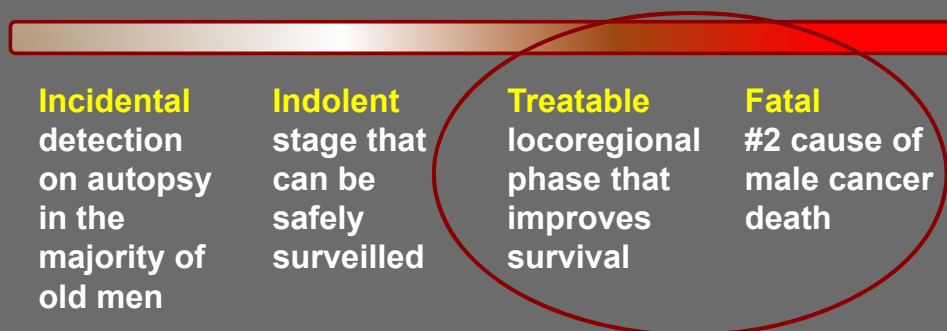 Incidental
detection
on autopsy
in the
majority of
old men
Indolent
stage that
can be
safely
surveilled
Treatable
locoregional
phase that
improves
survival
Fatal
#2 cause of
male cancer
death